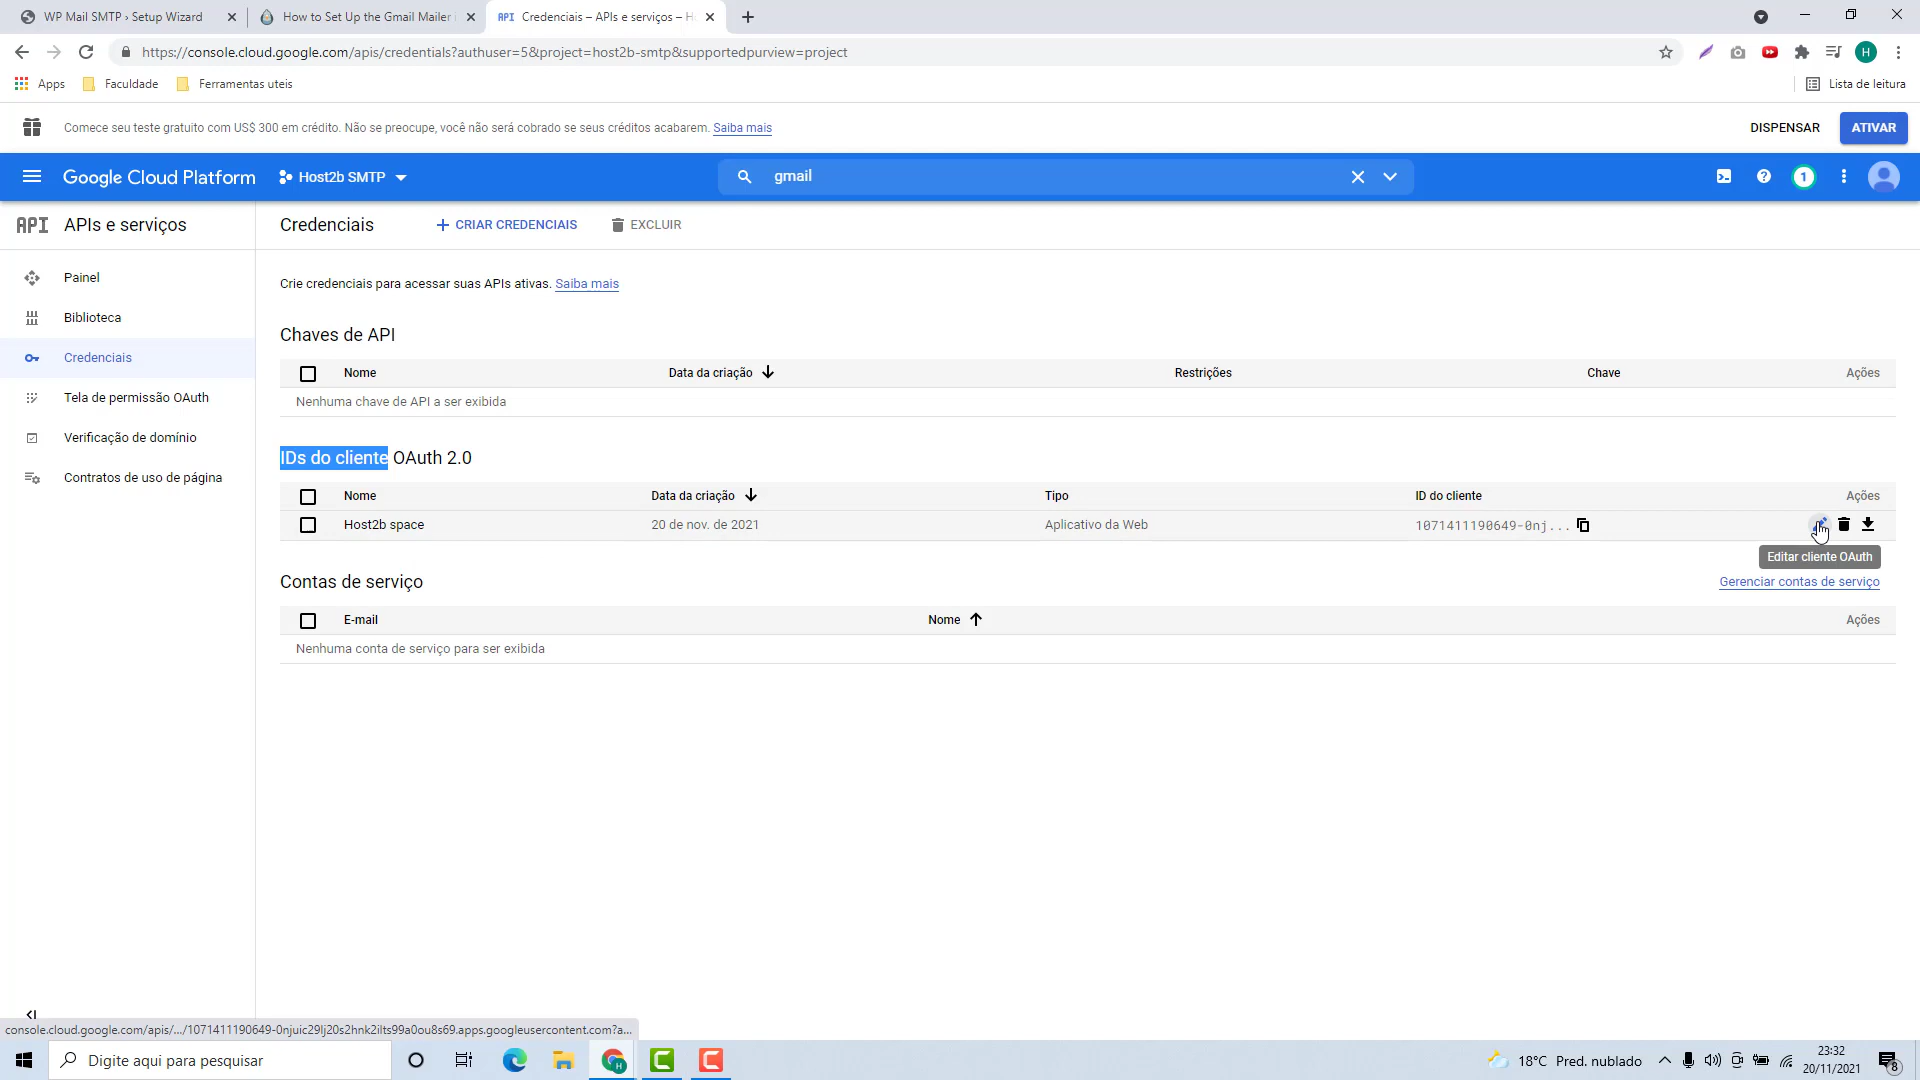 WP Mail SMTP › Setup Wizard
How to Set Up the Gmail Mailer
API Credenciais – APIs e serviços – H
https://console.cloud.google.com/apis/credentials?authuser=5&project=host2b-smtp&supportedpurview=project
H
Apps Faculdade Ferramentas uteis Lista de leitura
Comece seu teste gratuito com US$ 300 em crédito. Não se preocupe, você não será cobrado se seus créditos acabarem. Saiba mais
DISPENSAR ATIVAR
Google Cloud Platform Host2b SMTP gmail 1
API APIs e serviços
Credenciais + CRIAR CREDENCIAIS EXCLUIR
Painel
Biblioteca
Credenciais
Tela de permissão OAuth
Verificação de domínio
Contratos de uso de página
Crie credenciais para acessar suas APIs ativas. Saiba mais
Chaves de API
Nome Data da criação Restrições Chave Ações
Nenhuma chave de API a ser exibida
IDs do cliente OAuth 2.0
Nome Data da criação Tipo ID do cliente Ações
Host2b space 20 de nov. de 2021 Aplicativo da Web 1071411190649-0nj...
Editar cliente OAuth
Contas de serviço Gerenciar contas de serviço
E-mail Nome Ações
Nenhuma conta de serviço para ser exibida
console.cloud.google.com/apis/.../1071411190649-0njuic29lj20s2hnk2ilts99a0ou8s69.apps.googleusercontent.com?a...
Digite aqui para pesquisar
18°C Pred. nublado
23:32
20/11/2021
8